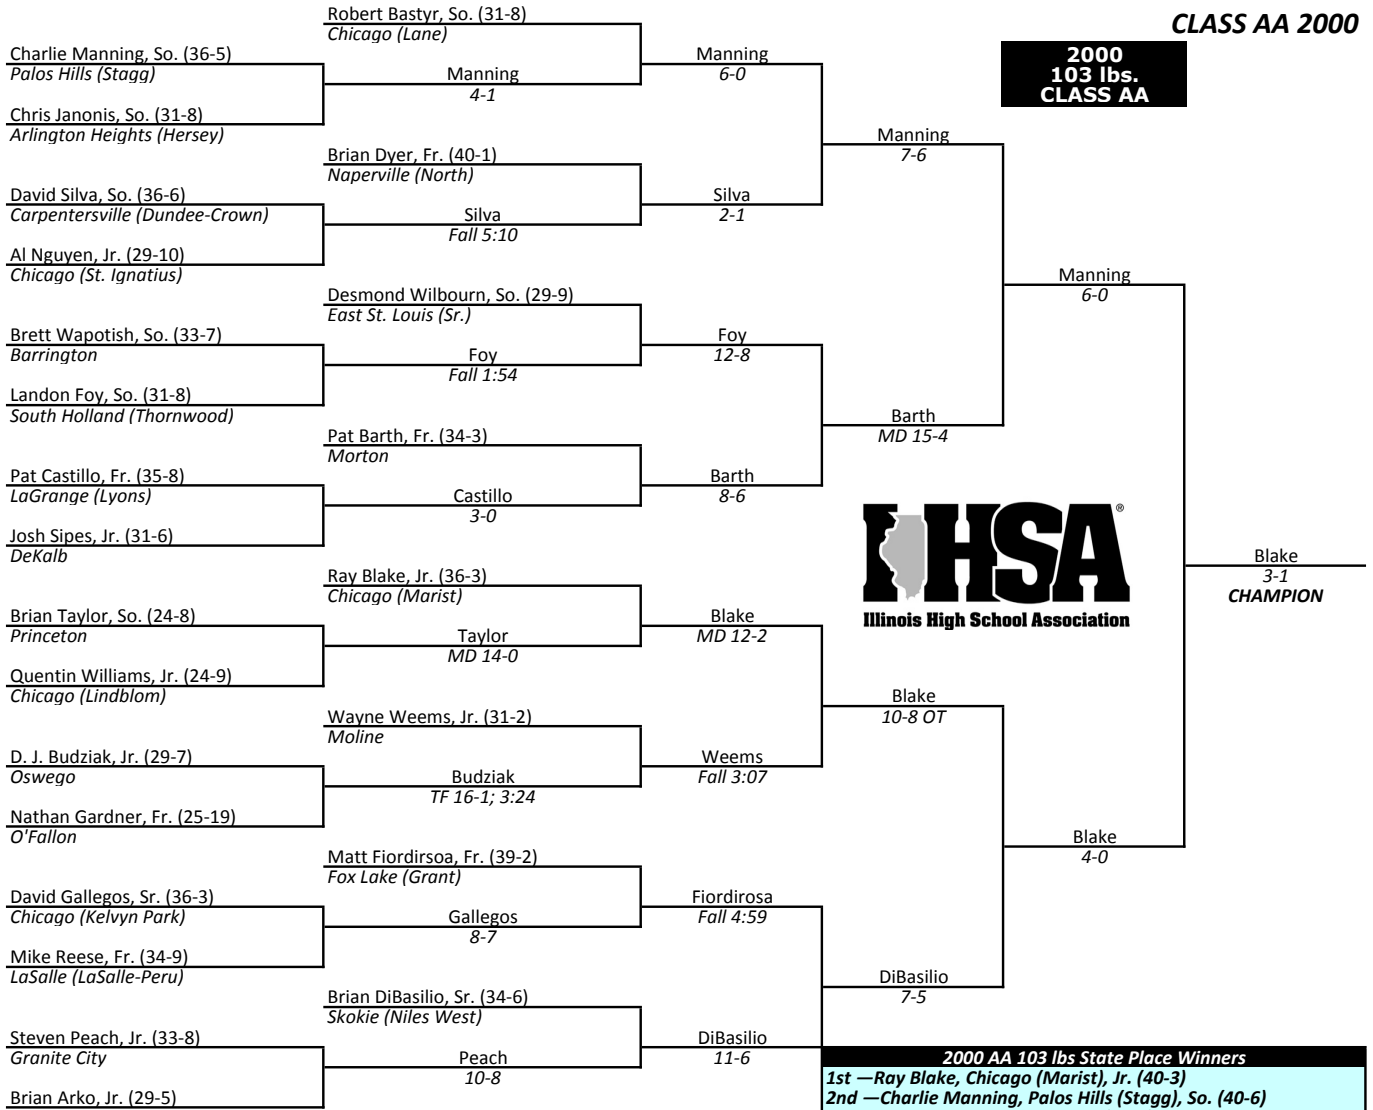 CLASS AA 2000
2000
103 lbs.
CLASS AA
Robert Bastyr, So. (31-8)
Chicago (Lane)
Charlie Manning, So. (36-5)
Palos Hills (Stagg)
Manning
4-1
Manning
6-0
Chris Janonis, So. (31-8)
Arlington Heights (Hersey)
Manning
7-6
Brian Dyer, Fr. (40-1)
Naperville (North)
David Silva, So. (36-6)
Carpentersville (Dundee-Crown)
Silva
Fall 5:10
Silva
2-1
Al Nguyen, Jr. (29-10)
Chicago (St. Ignatius)
Manning
6-0
Desmond Wilbourn, So. (29-9)
East St. Louis (Sr.)
Brett Wapotish, So. (33-7)
Barrington
Foy
Fall 1:54
Foy
12-8
Landon Foy, So. (31-8)
South Holland (Thornwood)
Barth
MD 15-4
Pat Barth, Fr. (34-3)
Morton
Pat Castillo, Fr. (35-8)
LaGrange (Lyons)
Castillo
3-0
Barth
8-6
Josh Sipes, Jr. (31-6)
DeKalb
IHSA®
Illinois High School Association
Blake
3-1
CHAMPION
Ray Blake, Jr. (36-3)
Chicago (Marist)
Brian Taylor, So. (24-8)
Princeton
Taylor
MD 14-0
Blake
MD 12-2
Quentin Williams, Jr. (24-9)
Chicago (Lindblom)
Blake
10-8 OT
Wayne Weems, Jr. (31-2)
Moline
D. J. Budziak, Jr. (29-7)
Oswego
Budziak
TF 16-1; 3:24
Weems
Fall 3:07
Nathan Gardner, Fr. (25-19)
O'Fallon
Blake
4-0
Matt Fiordirsoa, Fr. (39-2)
Fox Lake (Grant)
David Gallegos, Sr. (36-3)
Chicago (Kelvyn Park)
Gallegos
8-7
Fiordirosa
Fall 4:59
Mike Reese, Fr. (34-9)
LaSalle (LaSalle-Peru)
DiBasilio
7-5
Brian DiBasilio, Sr. (34-6)
Skokie (Niles West)
Steven Peach, Jr. (33-8)
Granite City
Peach
10-8
DiBasilio
11-6
Brian Arko, Jr. (29-5)
2000 AA 103 lbs State Place Winners
1st —Ray Blake, Chicago (Marist), Jr. (40-3)
2nd —Charlie Manning, Palos Hills (Stagg), So. (40-6)